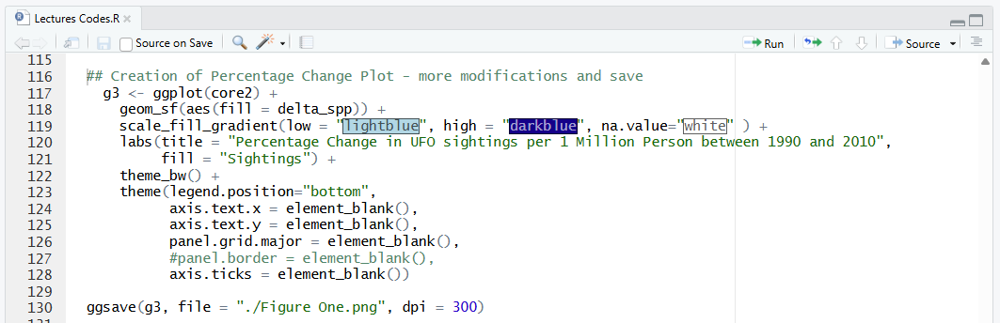 Lectures Codes.R
Source on Save Run Source
115
116 ## Creation of Percentage Change Plot - more modifications and save
117 g3 <- ggplot(core2) +
118 geom_sf(aes(fill = delta_spp)) +
119 scale_fill_gradient(low = "lightblue", high = "darkblue", na.value="white" ) +
120 labs(title = "Percentage Change in UFO sightings per 1 Million Person between 1990 and 2010",
121 fill = "Sightings") +
122 theme_bw() +
123 theme(legend.position="bottom",
124 axis.text.x = element_blank(),
125 axis.text.y = element_blank(),
126 panel.grid.major = element_blank(),
127 #panel.border = element_blank(),
128 axis.ticks = element_blank())
129
130 ggsave(g3, file = "./Figure One.png", dpi = 300)
131